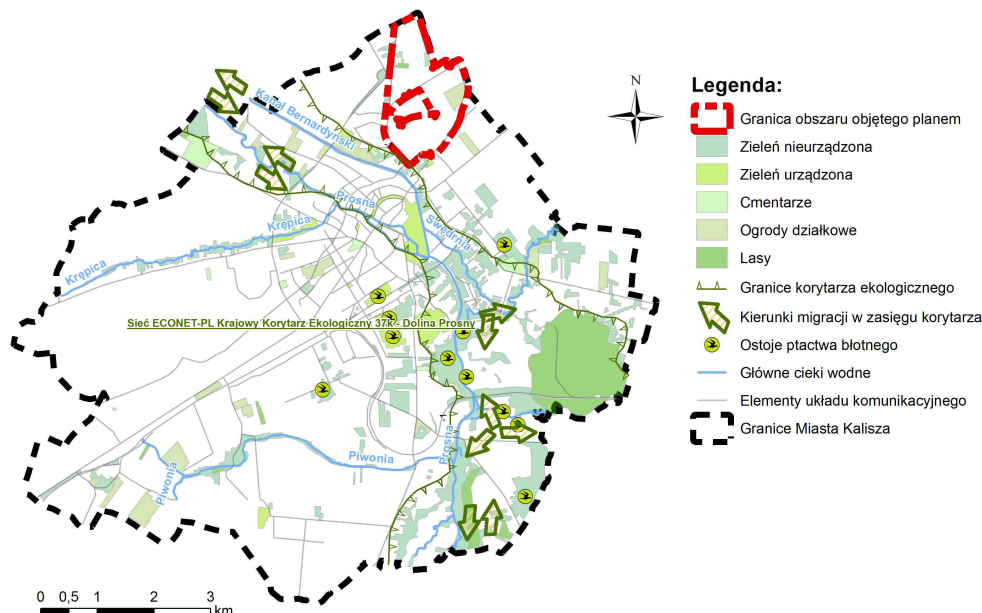 N
Kanał Bernardyński
Prosna
Swędrnia
Krępica
Krępica
Sieć ECONET-PL Krajowy Korytarz Ekologiczny 37k - Dolina Prosny
Prosna
Piwonia
Piwonia
0 0,5 1 2 3
km
Legenda:
Granica obszaru objętego planem
Zieleń nieurządzona
Zieleń urządzona
Cmentarze
Ogrody działkowe
Lasy
Granice korytarza ekologicznego
Kierunki migracji w zasięgu korytarza
Ostoje ptactwa błotnego
Główne cieki wodne
Elementy układu komunikacyjnego
Granice Miasta Kalisza